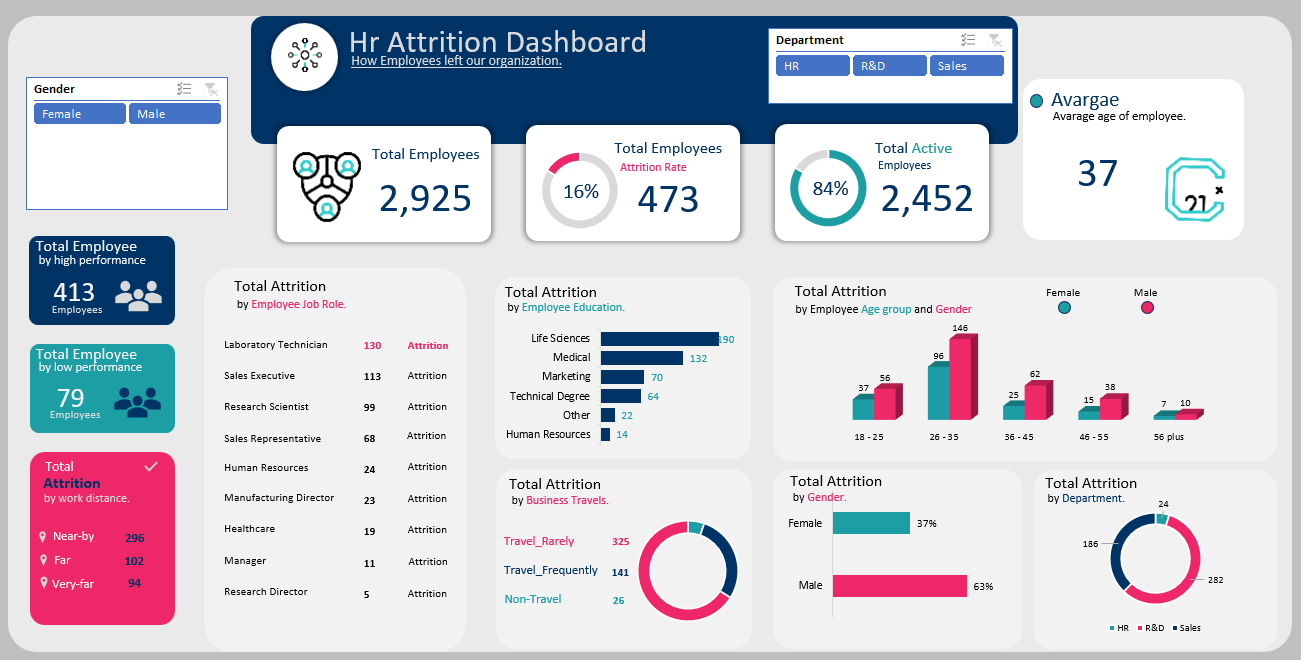 Hr Attrition Dashboard
How Employees left our organization.
Department
HR R&D Sales
Gender
Female Male
Avargae
Avarage age of employee.
37
21
Total Employees
2,925
Total Employees
Attrition Rate
16%
473
Total Active
Employees
84%
2,452
Total Employee
by high performance
413
Employees
Total Employee
by low performance
79
Employees
Total
Attrition
by work distance.
Near-by 296
Far 102
Very-far 94
Total Attrition
by Employee Job Role.
Laboratory Technician 130 Attrition
Sales Executive 113 Attrition
Research Scientist 99 Attrition
Sales Representative 68 Attrition
Human Resources 24 Attrition
Manufacturing Director 23 Attrition
Healthcare 19 Attrition
Manager 11 Attrition
Research Director 5 Attrition
Total Attrition
by Employee Education.
Life Sciences 190
Medical 132
Marketing 70
Technical Degree 64
Other 22
Human Resources 14
Total Attrition
by Employee Age group and Gender
Female Male
37 56
96 146
25 62
15 38
7 10
18 - 25 26 - 35 36 - 45 46 - 55 56 plus
Total Attrition
by Business Travels.
Travel_Rarely 325
Travel_Frequently 141
Non-Travel 26
Total Attrition
by Gender.
Female 37%
Male 63%
Total Attrition
by Department.
24
186
282
HR R&D Sales